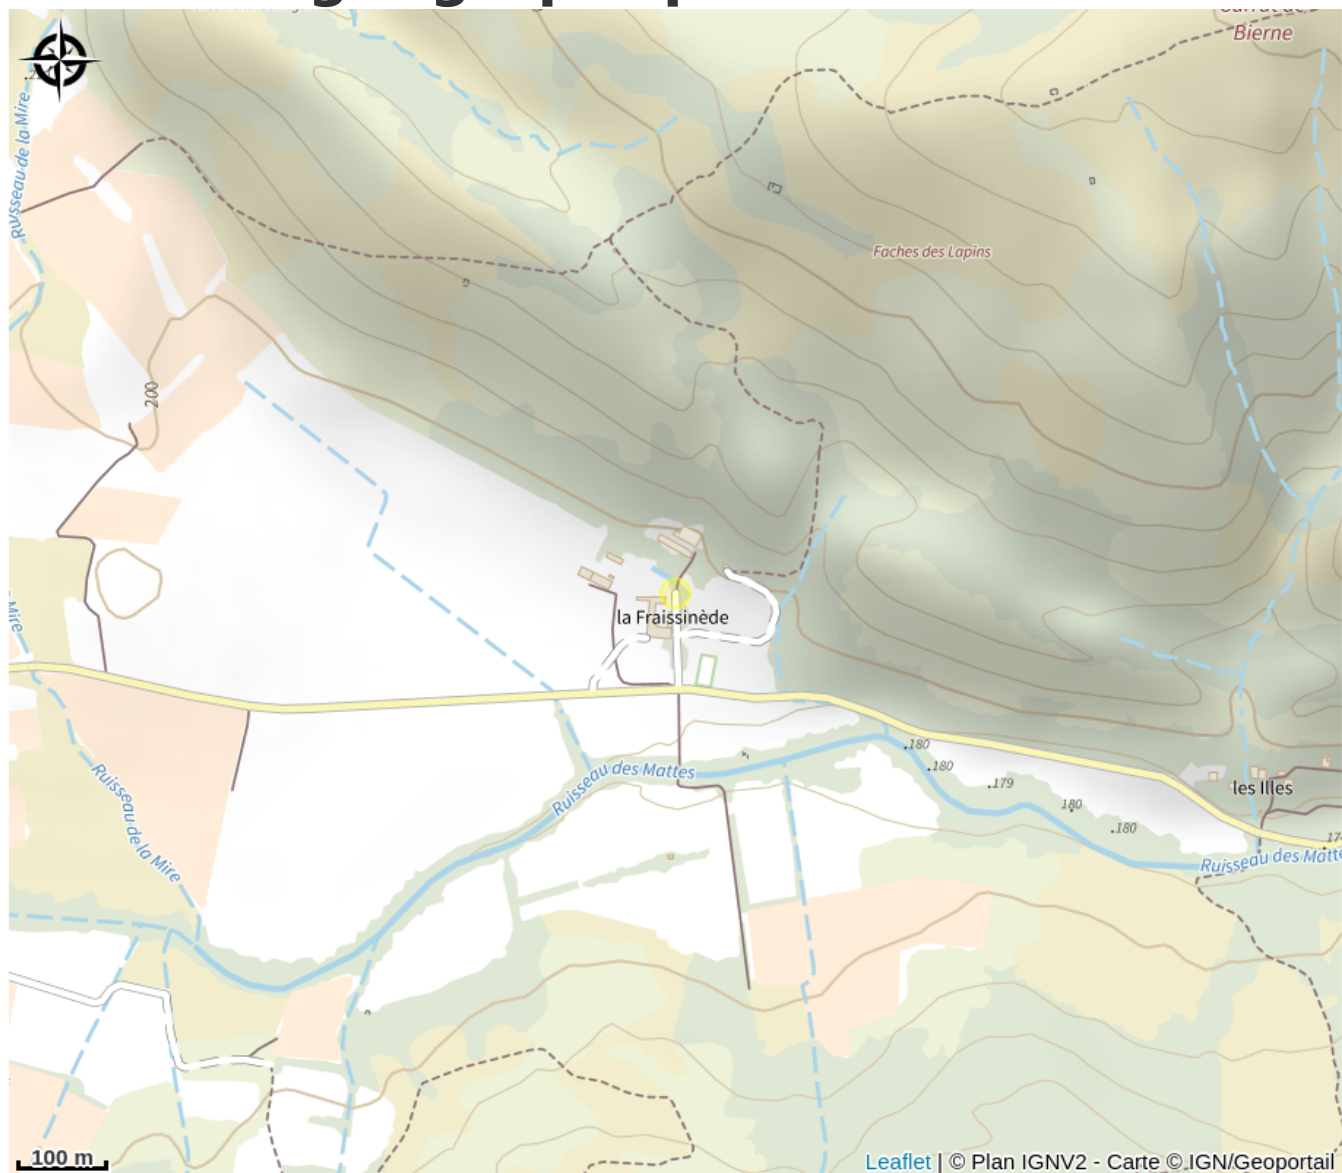 Bierne
Ruisseau de la Mire
Faches des Lapins
200
la Fraissinède
Mire
180
180
179
180
180
les Illes
Ruisseau des Mattes
Ruisseau de la Mire
Ruisseau des Matte
100 m
Leaflet | © Plan IGNV2 - Carte © IGN/Geoportail